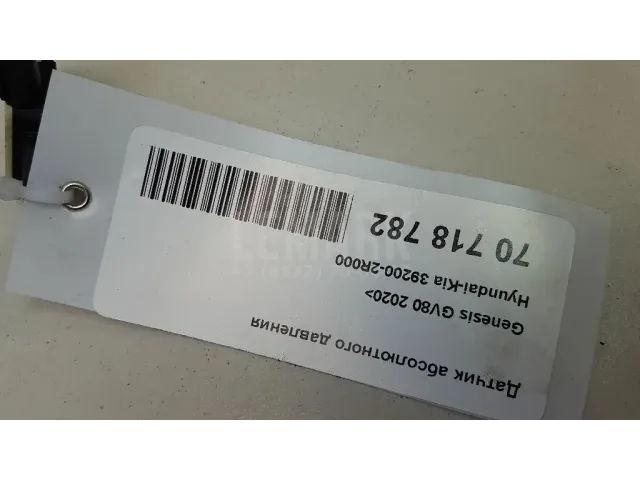 Датчик абсолютного давления
Genesis GV80 2020>
Hyundai-Kia 39200-2R000
70 718 782